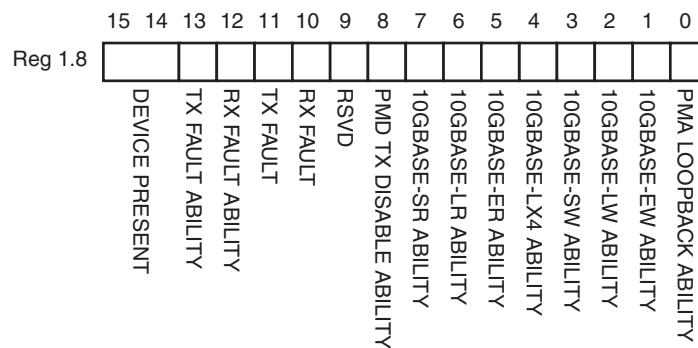 15 14 13 12 11 10 9 8 7 6 5 4 3 2 1 0
Reg 1.8
DEVICE PRESENT
TX FAULT ABILITY
RX FAULT ABILITY
TX FAULT
RX FAULT
RSVD
PMD TX DISABLE ABILITY
10GBASE-SR ABILITY
10GBASE-LR ABILITY
10GBASE-ER ABILITY
10GBASE-LX4 ABILITY
10GBASE-SW ABILITY
10GBASE-LW ABILITY
10GBASE-EW ABILITY
PMA LOOPBACK ABILITY